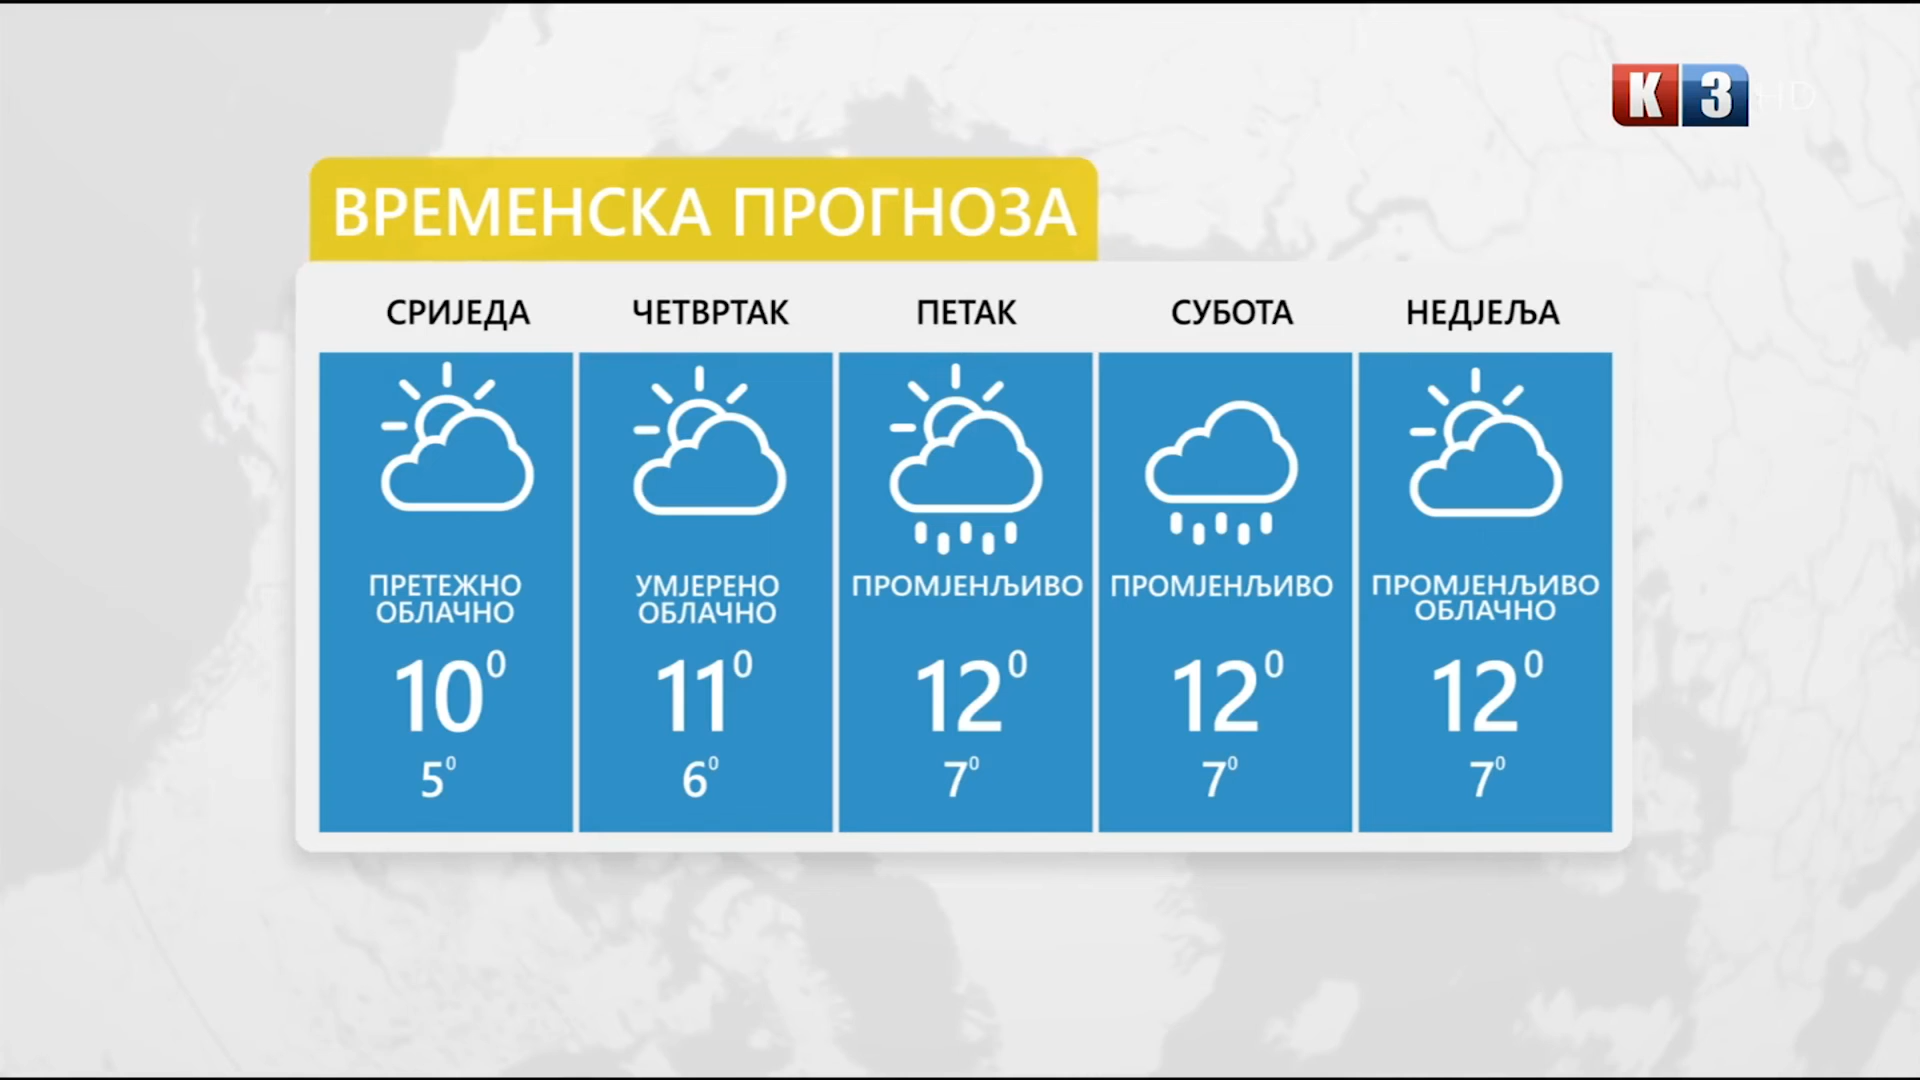 К3 HD
ВРЕМЕНСКА ПРОГНОЗА
СРИЈЕДА
ЧЕТВРТАК
ПЕТАК
СУБОТА
НЕДЈЕЉА
ПРЕТЕЖНО
ОБЛАЧНО
10⁰
5⁰
УМЈЕРЕНО
ОБЛАЧНО
11⁰
6⁰
ПРОМЈЕНЉИВО
12⁰
7⁰
ПРОМЈЕНЉИВО
12⁰
7⁰
ПРОМЈЕНЉИВО
ОБЛАЧНО
12⁰
7⁰